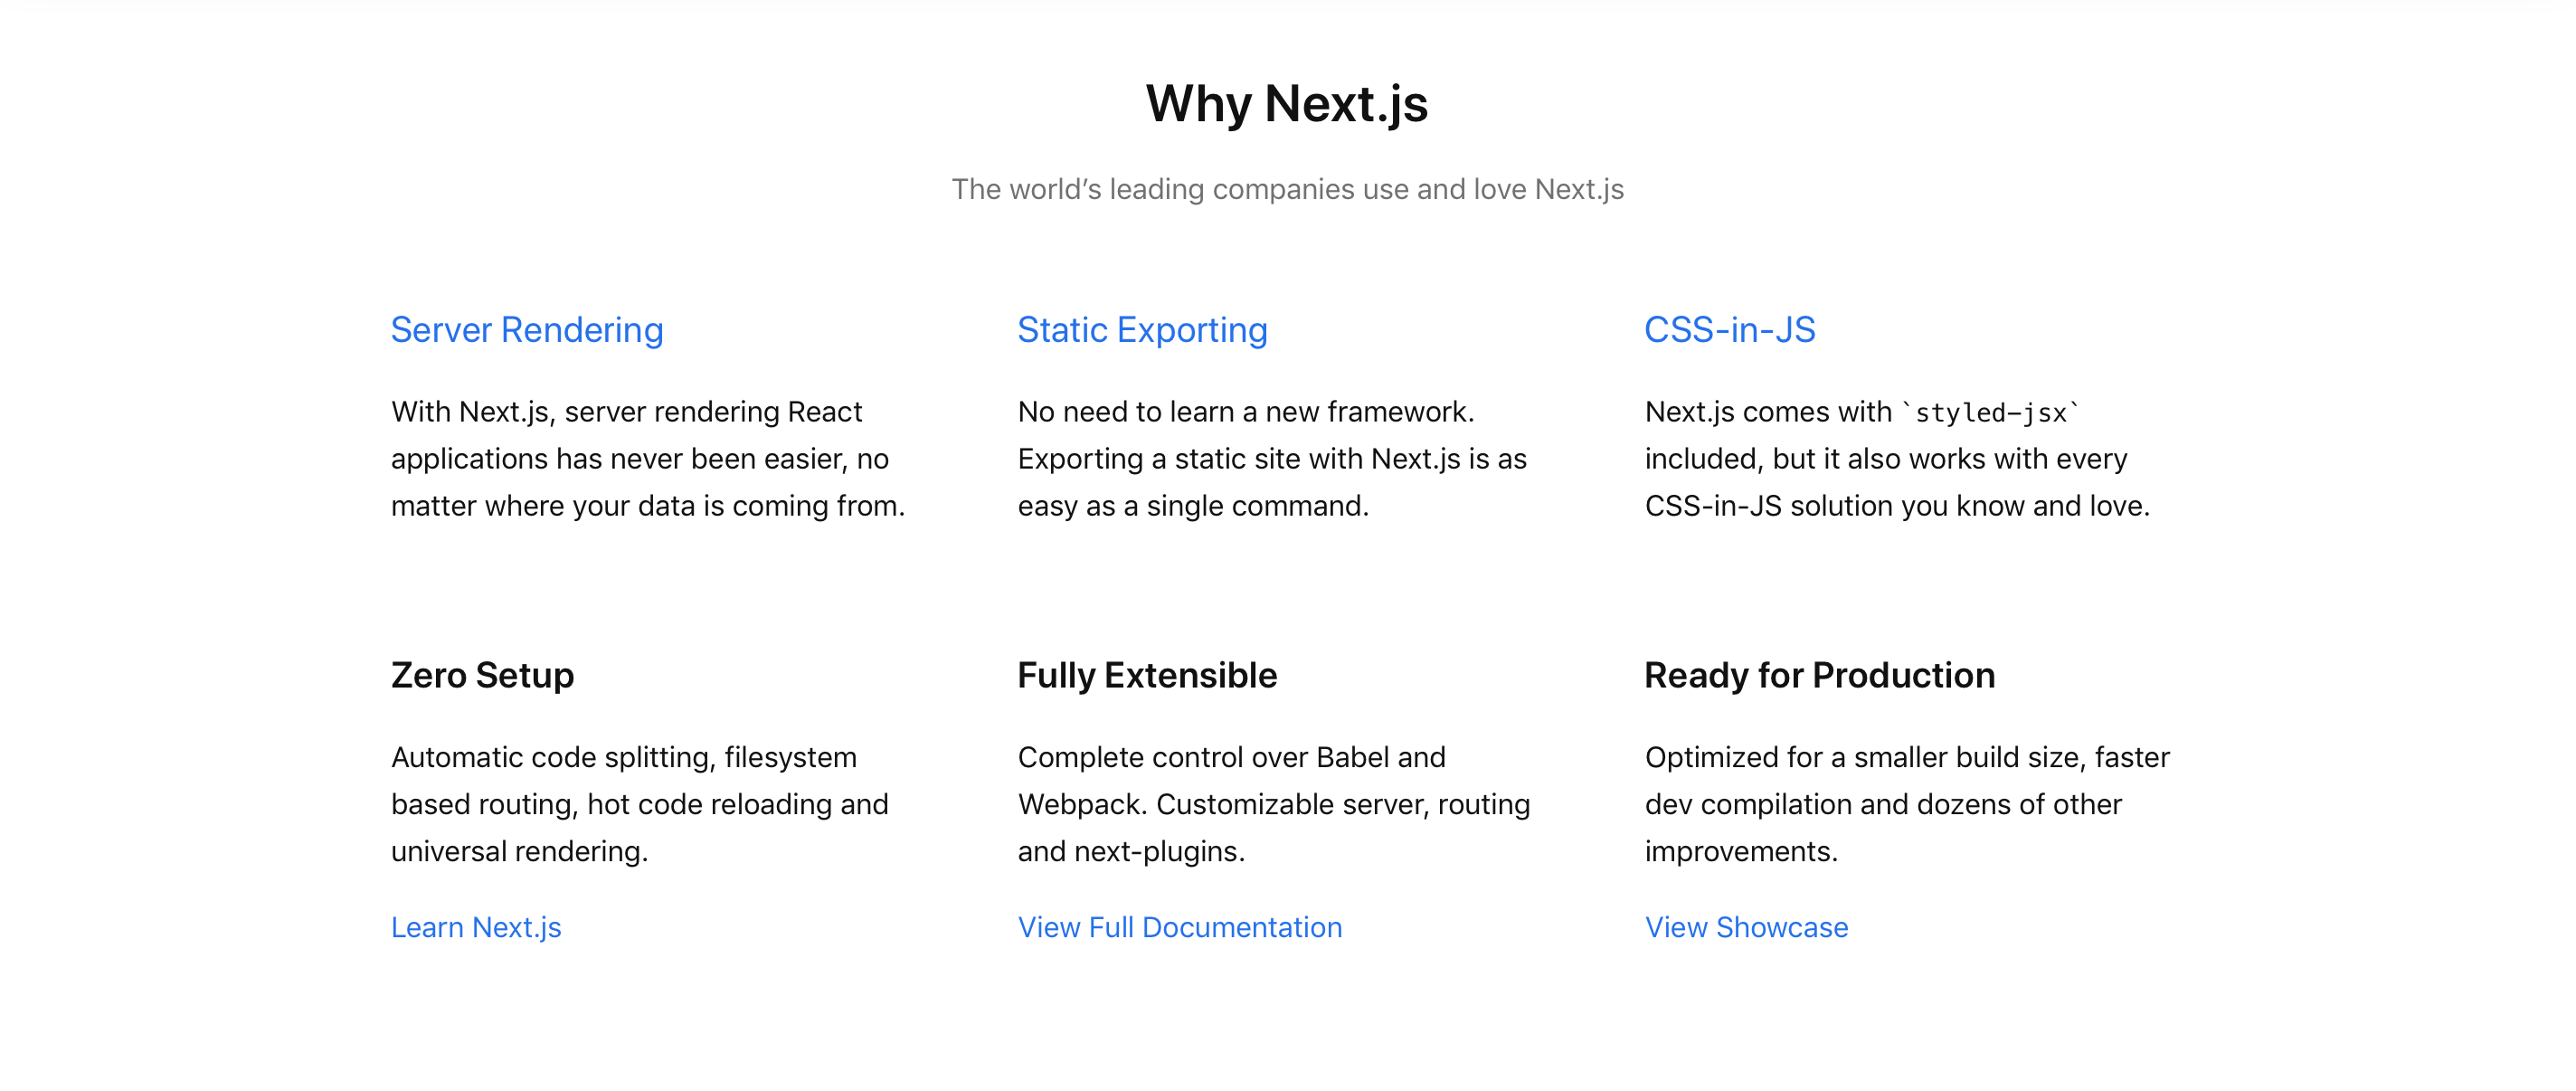 Why Next.js
The world’s leading companies use and love Next.js
Server Rendering
With Next.js, server rendering React
applications has never been easier, no
matter where your data is coming from.
Static Exporting
No need to learn a new framework.
Exporting a static site with Next.js is as
easy as a single command.
CSS-in-JS
Next.js comes with `styled-jsx`
included, but it also works with every
CSS-in-JS solution you know and love.
Zero Setup
Automatic code splitting, filesystem
based routing, hot code reloading and
universal rendering.
Learn Next.js
Fully Extensible
Complete control over Babel and
Webpack. Customizable server, routing
and next-plugins.
View Full Documentation
Ready for Production
Optimized for a smaller build size, faster
dev compilation and dozens of other
improvements.
View Showcase